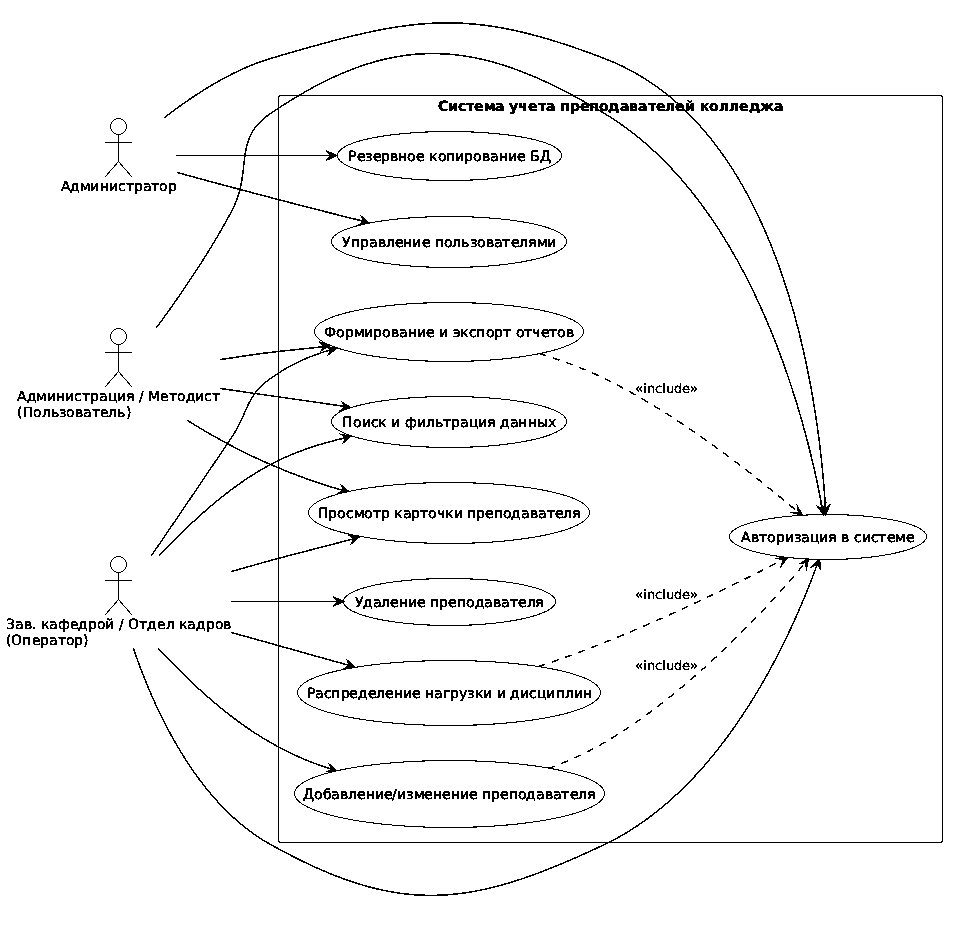 Система учета преподавателей колледжа
Резервное копирование БД
Администратор
Управление пользователями
Формирование и экспорт отчетов
«include»
Администрация / Методист
(Пользователь)
Поиск и фильтрация данных
Просмотр карточки преподавателя
Авторизация в системе
Удаление преподавателя
«include»
Зав. кафедрой / Отдел кадров
(Оператор)
«include»
Распределение нагрузки и дисциплин
Добавление/изменение преподавателя